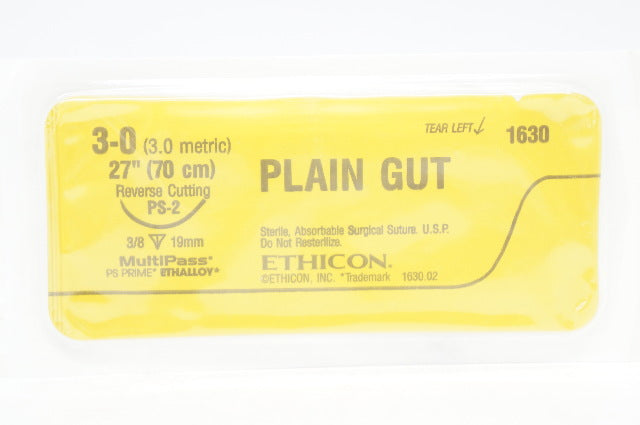 3-0 (3.0 metric)
27" (70 cm)
Reverse Cutting
PS-2
3/8 19mm
MultiPass*
PS PRIME* ETHALLOY*
TEAR LEFT
1630
PLAIN GUT
Sterile, Absorbable Surgical Sutura. U.S.P.
Do Not Resterilize.
ETHICON.
©ETHICON, INC. *Trademark 1630.02